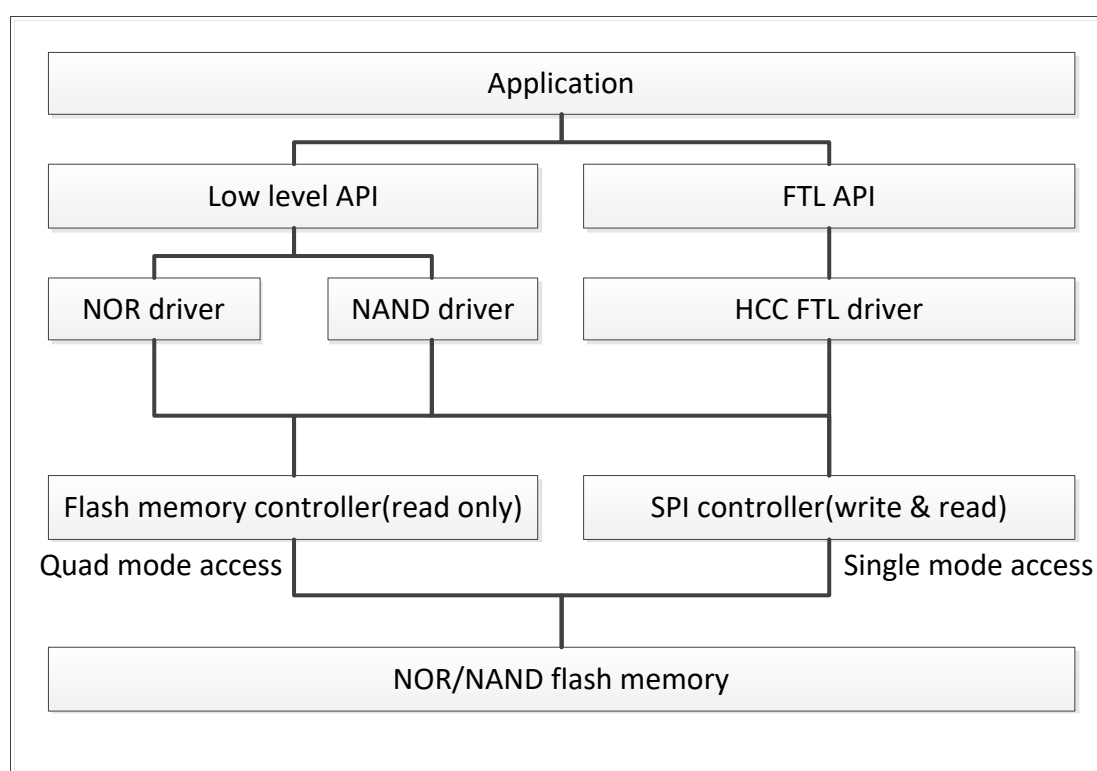 Application
Low level API
FTL API
NOR driver
NAND driver
HCC FTL driver
Flash memory controller(read only)
SPI controller(write & read)
Quad mode access
Single mode access
NOR/NAND flash memory